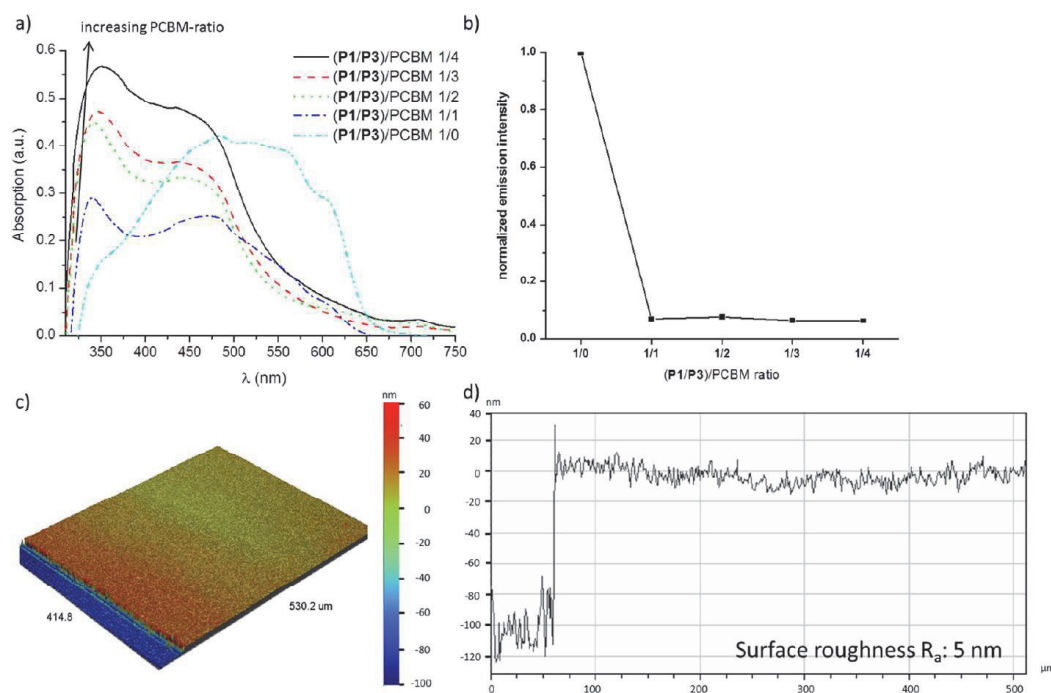 a)
increasing PCBM-ratio
(P1/P3)/PCBM 1/4
(P1/P3)/PCBM 1/3
(P1/P3)/PCBM 1/2
(P1/P3)/PCBM 1/1
(P1/P3)/PCBM 1/0
Absorption (a.u.)
0.6
0.5
0.4
0.3
0.2
0.1
0.0
350 400 450 500 550 600 650 700 750
λ (nm)
b)
normalized emission intensity
1.0
0.8
0.6
0.4
0.2
0.0
1/0 1/1 1/2 1/3 1/4
(P1/P3)/PCBM ratio
c)
nm
60
40
20
0
-20
-40
-60
-80
-100
414.8
530.2 um
d)
nm
40
20
0
-20
-40
-60
-80
-100
-120
Surface roughness Ra: 5 nm
0 100 200 300 400 500
µm